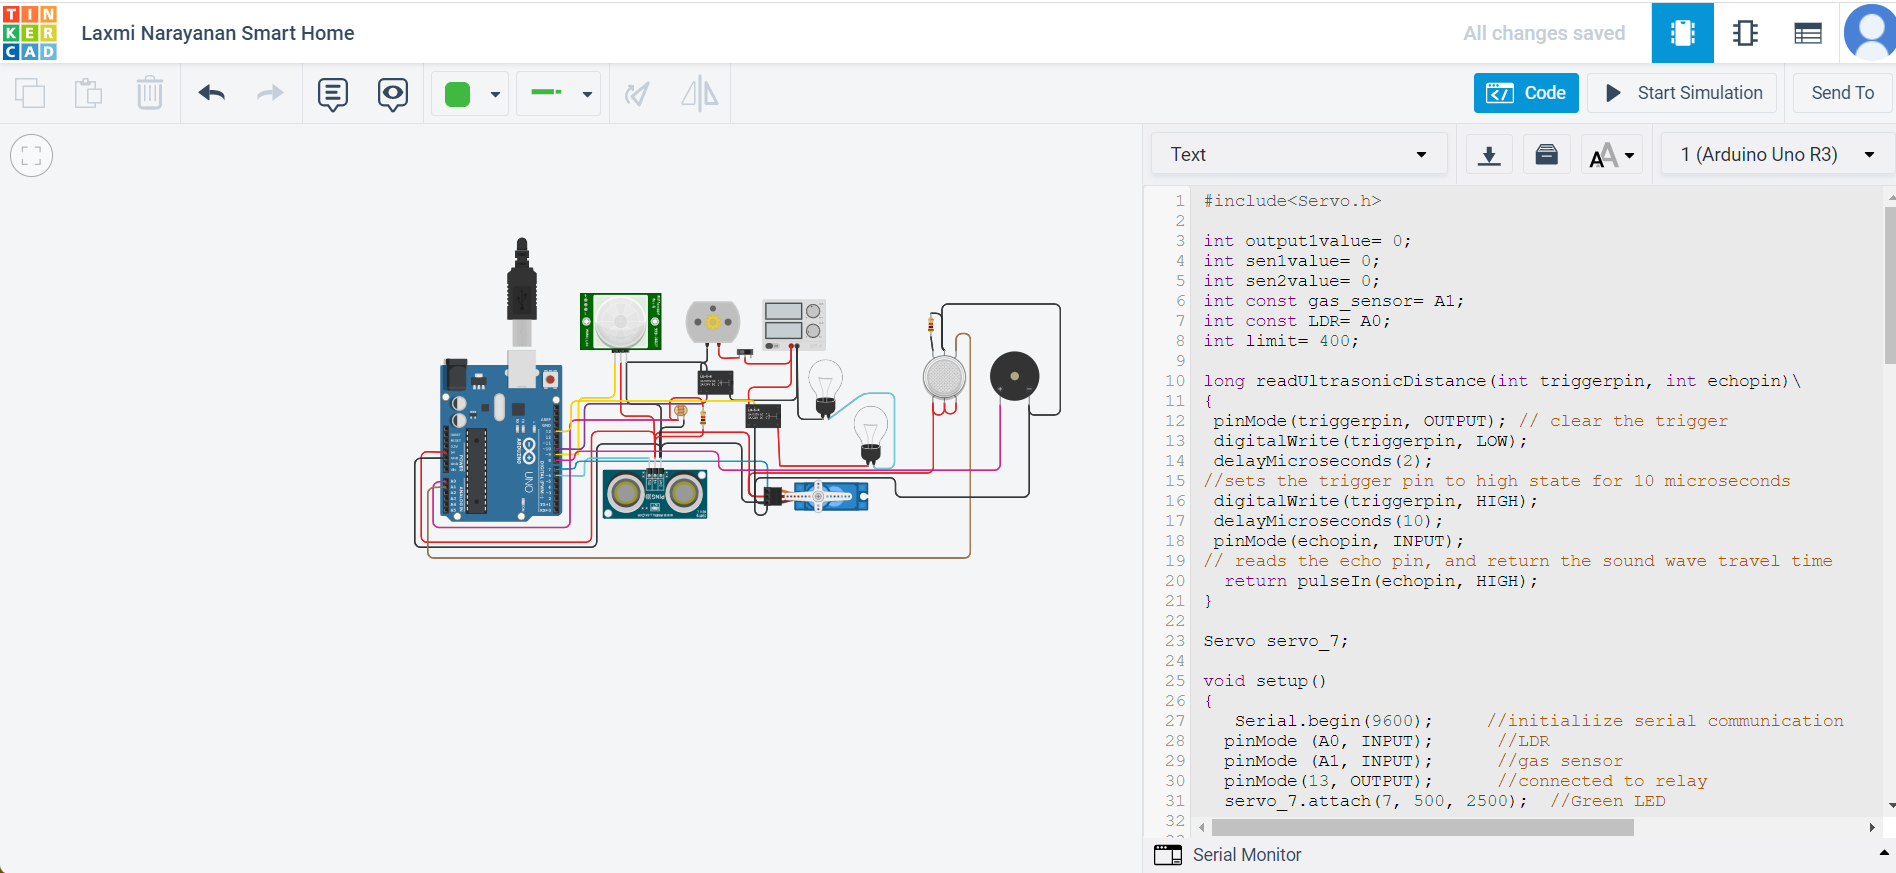 TIN
KER
CAD
Laxmi Narayanan Smart Home
All changes saved
Code
Start Simulation
Send To
Text
1 (Arduino Uno R3)
1 #include<Servo.h>
2
3 int output1value= 0;
4 int sen1value= 0;
5 int sen2value= 0;
6 int const gas_sensor= A1;
7 int const LDR= A0;
8 int limit= 400;
9
10 long readUltrasonicDistance(int triggerpin, int echopin)\
11 {
12 pinMode(triggerpin, OUTPUT); // clear the trigger
13 digitalWrite(triggerpin, LOW);
14 delayMicroseconds(2);
15 //sets the trigger pin to high state for 10 microseconds
16 digitalWrite(triggerpin, HIGH);
17 delayMicroseconds(10);
18 pinMode(echopin, INPUT);
19 // reads the echo pin, and return the sound wave travel time
20 return pulseIn(echopin, HIGH);
21 }
22
23 Servo servo_7;
24
25 void setup()
26 {
27 Serial.begin(9600); //initialiize serial communication
28 pinMode (A0, INPUT); //LDR
29 pinMode (A1, INPUT); //gas sensor
30 pinMode(13, OUTPUT); //connected to relay
31 servo_7.attach(7, 500, 2500); //Green LED
32
Serial Monitor
ARDUINO
UNO